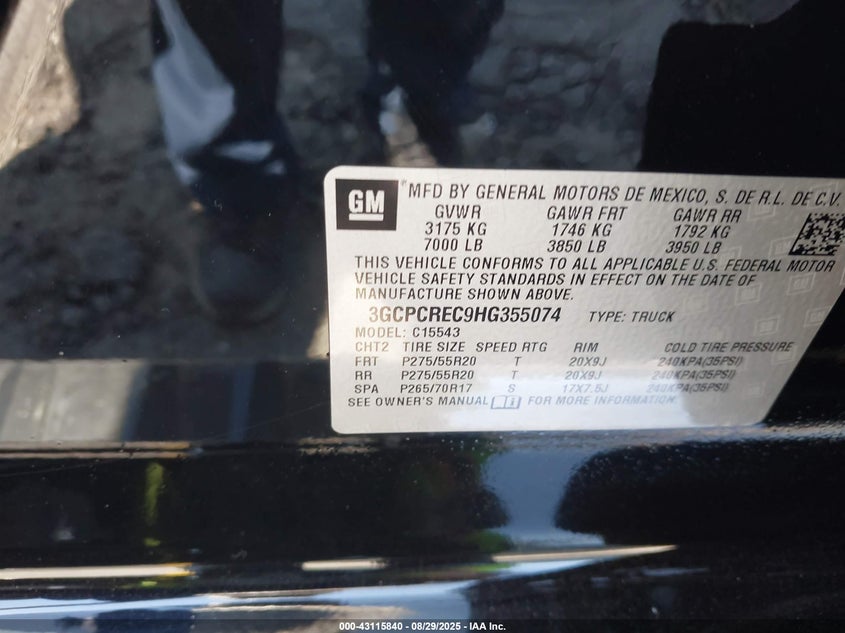 GM
*MFD BY GENERAL MOTORS DE MEXICO, S. DE R.L. DE C.V.
GVWR GAWR FRT GAWR RR
3175 KG 1746 KG 1792 KG
7000 LB 3850 LB 3950 LB
THIS VEHICLE CONFORMS TO ALL APPLICABLE U.S. FEDERAL MOTOR
VEHICLE SAFETY STANDARDS IN EFFECT ON THE DATE OF
MANUFACTURE SHOWN ABOVE.
3GCPCREC9HG355074 TYPE: TRUCK
MODEL: C15543
CHT2 TIRE SIZE SPEED RTG RIM COLD TIRE PRESSURE
FRT P275/55R20 T 20X9J 240KPA(35PSI)
RR P275/55R20 T 20X9J 240KPA(35PSI)
SPA P265/70R17 S 17X7.5J 240KPA(35PSI)
SEE OWNER'S MANUAL FOR MORE INFORMATION.
000-43115840 - 08/29/2025 - IAA Inc.